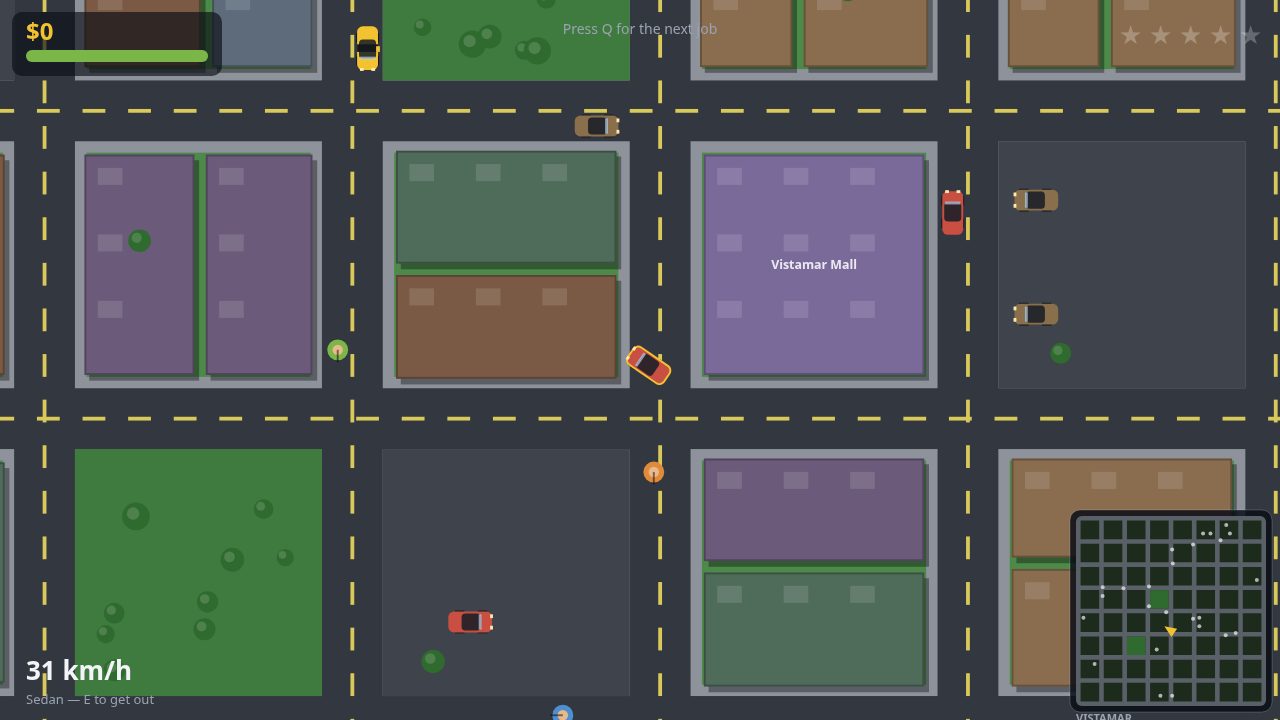 $0
Press Q for the next job
Vistamar Mall
31 km/h
Sedan — E to get out
VISTAMAR